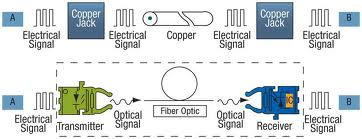 A
Electrical
Signal
Copper
Jack
Electrical
Signal
Copper
Electrical
Signal
Copper
Jack
Electrical
Signal
B
A
Electrical
Signal
Transmitter
Optical
Signal
Fiber Optic
Optical
Signal
Receiver
IC
Electrical
Signal
B